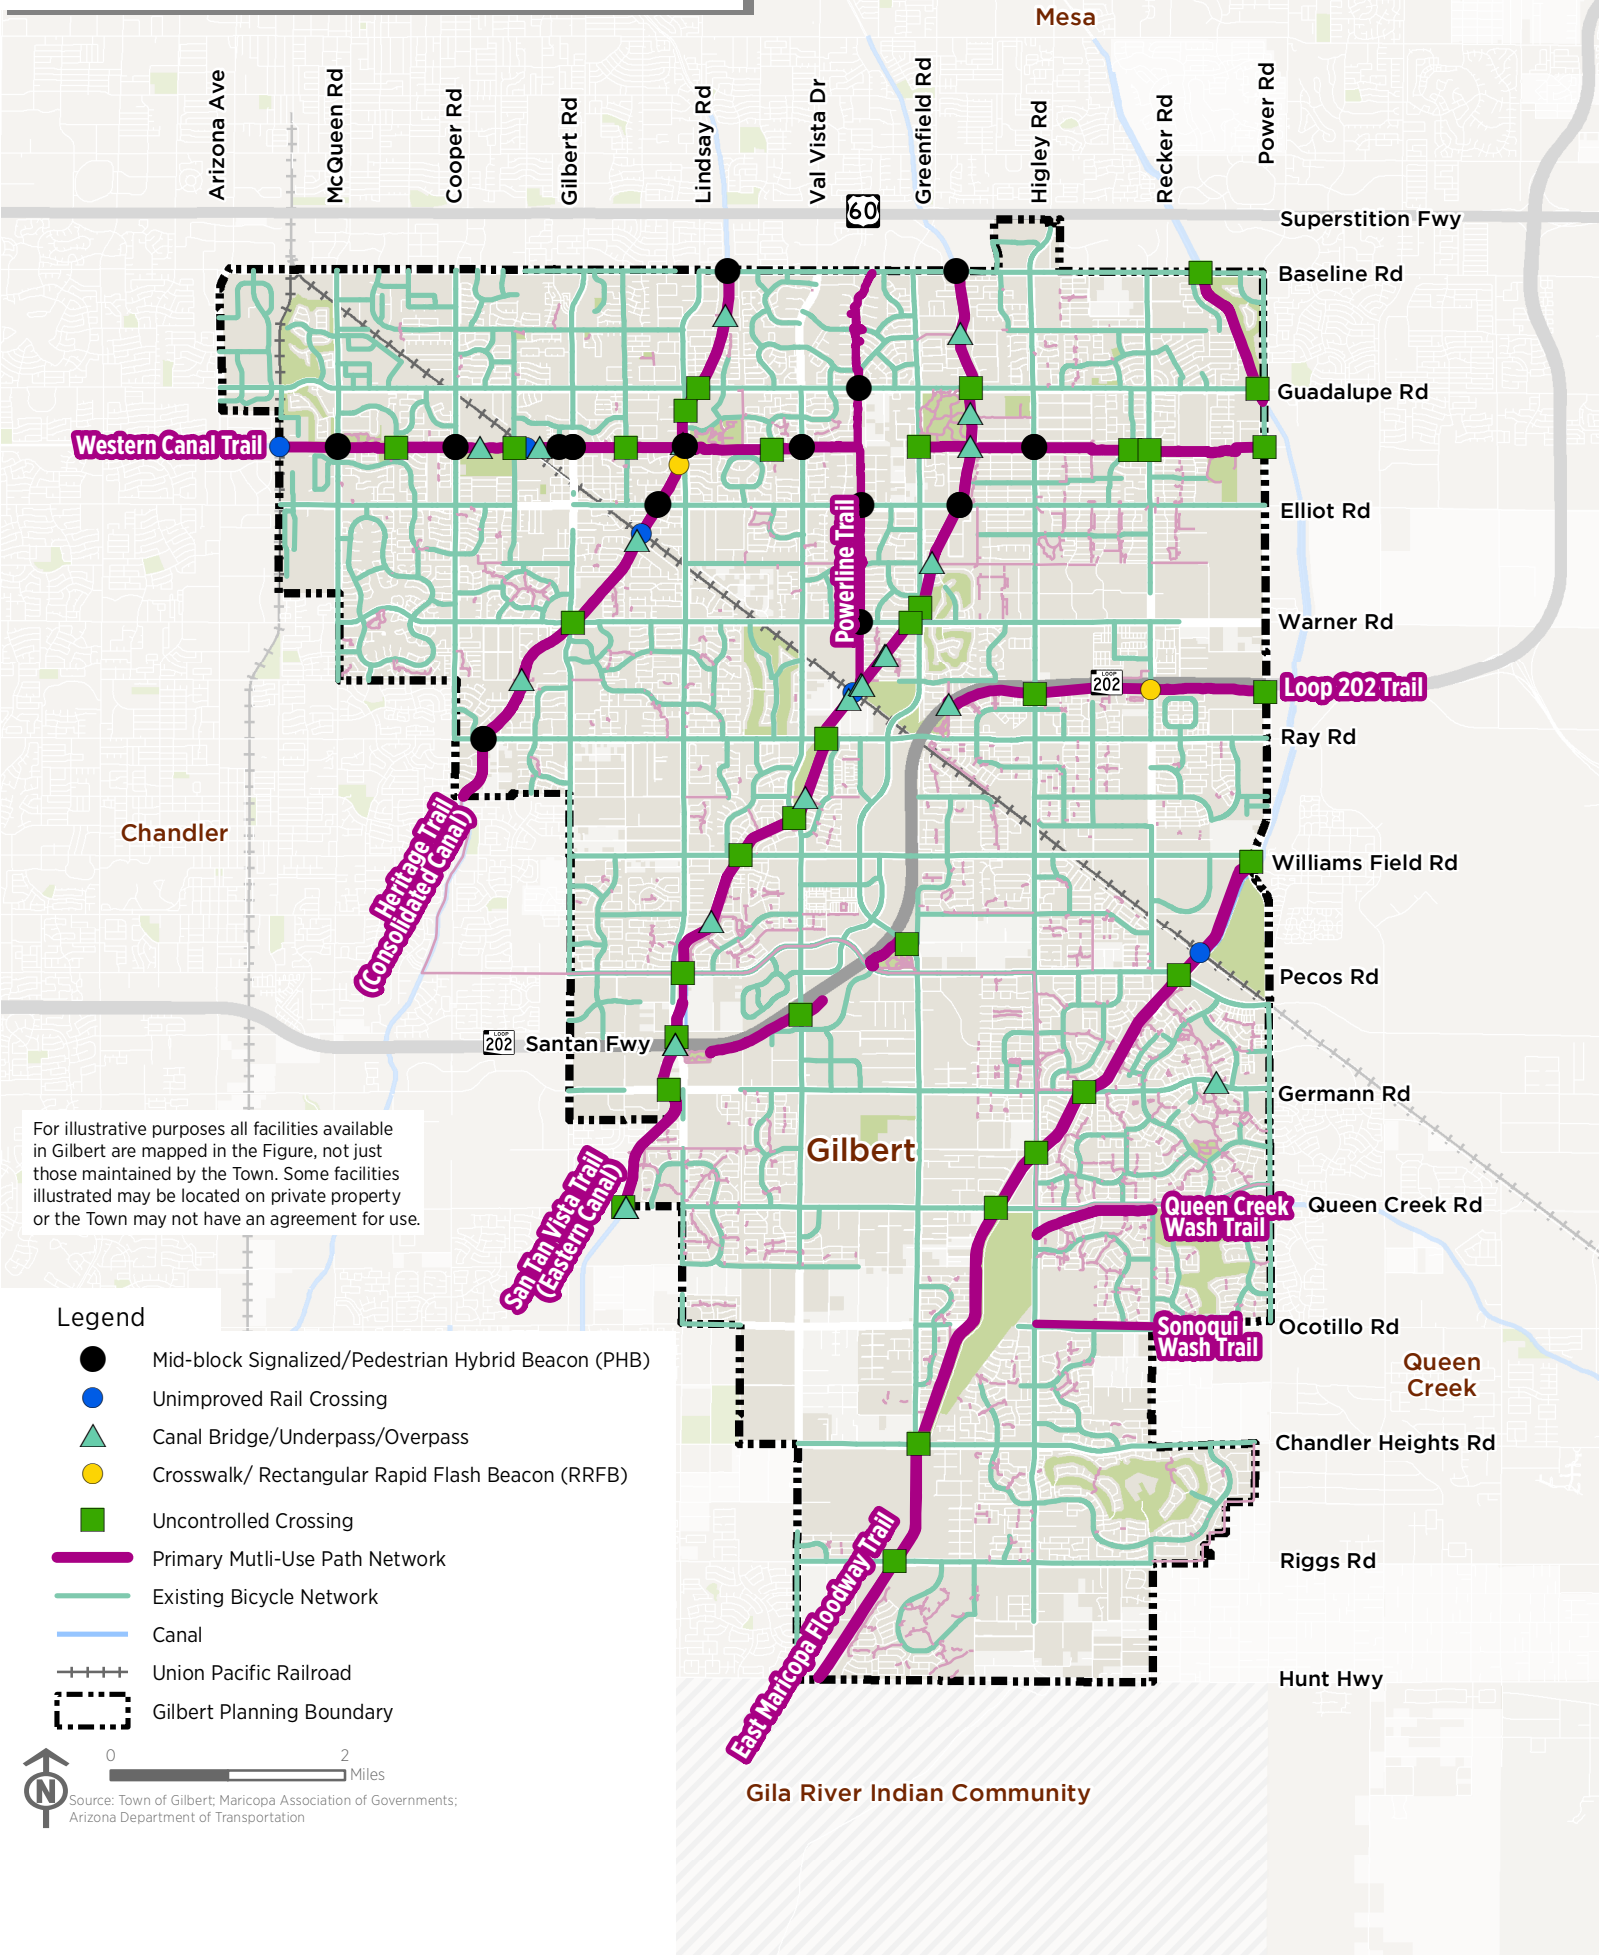 Mesa
Arizona Ave
McQueen Rd
Cooper Rd
Gilbert Rd
Lindsay Rd
Val Vista Dr
Greenfield Rd
Higley Rd
Recker Rd
Power Rd
60
Superstition Fwy
Baseline Rd
Guadalupe Rd
Western Canal Trail
Elliot Rd
Powerline Trail
Warner Rd
LOOP
202
Loop 202 Trail
Ray Rd
Chandler
Heritage Trail
(Consolidated Canal)
Williams Field Rd
Pecos Rd
LOOP
202
Santan Fwy
Germann Rd
For illustrative purposes all facilities available
in Gilbert are mapped in the Figure, not just
those maintained by the Town. Some facilities
illustrated may be located on private property
or the Town may not have an agreement for use.
Gilbert
San Tan Vista Trail
(Eastern Canal)
Queen Creek
Wash Trail
Queen Creek Rd
Sonoqui
Wash Trail
Ocotillo Rd
Queen
Creek
Chandler Heights Rd
East Maricopa Floodway Trail
Riggs Rd
Hunt Hwy
Gila River Indian Community
Legend
Mid-block Signalized/Pedestrian Hybrid Beacon (PHB)
Unimproved Rail Crossing
Canal Bridge/Underpass/Overpass
Crosswalk/ Rectangular Rapid Flash Beacon (RRFB)
Uncontrolled Crossing
Primary Mutli-Use Path Network
Existing Bicycle Network
Canal
Union Pacific Railroad
Gilbert Planning Boundary
0 2
Miles
N
Source: Town of Gilbert; Maricopa Association of Governments;
Arizona Department of Transportation